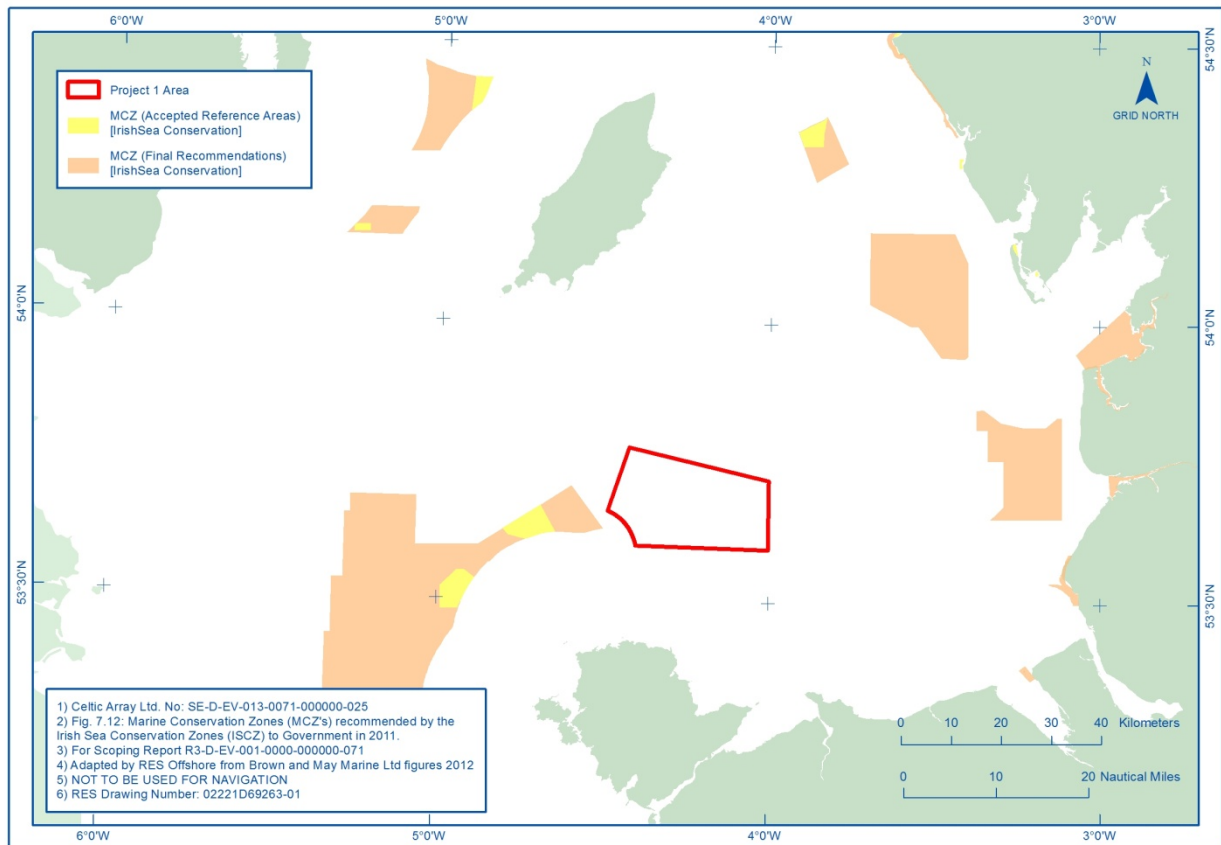 6°0'W 5°0'W 4°0'W 3°0'W
54°30'N
54°30'N
Project 1 Area
MCZ (Accepted Reference Areas)
[IrishSea Conservation]
MCZ (Final Recommendations)
[IrishSea Conservation]
N
GRID NORTH
54°0'N
54°0'N
53°30'N
53°30'N
1) Celtic Array Ltd. No: SE-D-EV-013-0071-000000-025
2) Fig. 7.12: Marine Conservation Zones (MCZ's) recommended by the
Irish Sea Conservation Zones (ISCZ) to Government in 2011.
3) For Scoping Report R3-D-EV-001-0000-000000-071
4) Adapted by RES Offshore from Brown and May Marine Ltd figures 2012
5) NOT TO BE USED FOR NAVIGATION
6) RES Drawing Number: 02221D69263-01
0 10 20 30 40 Kilometers
0 10 20 Nautical Miles
6°0'W 5°0'W 4°0'W 3°0'W